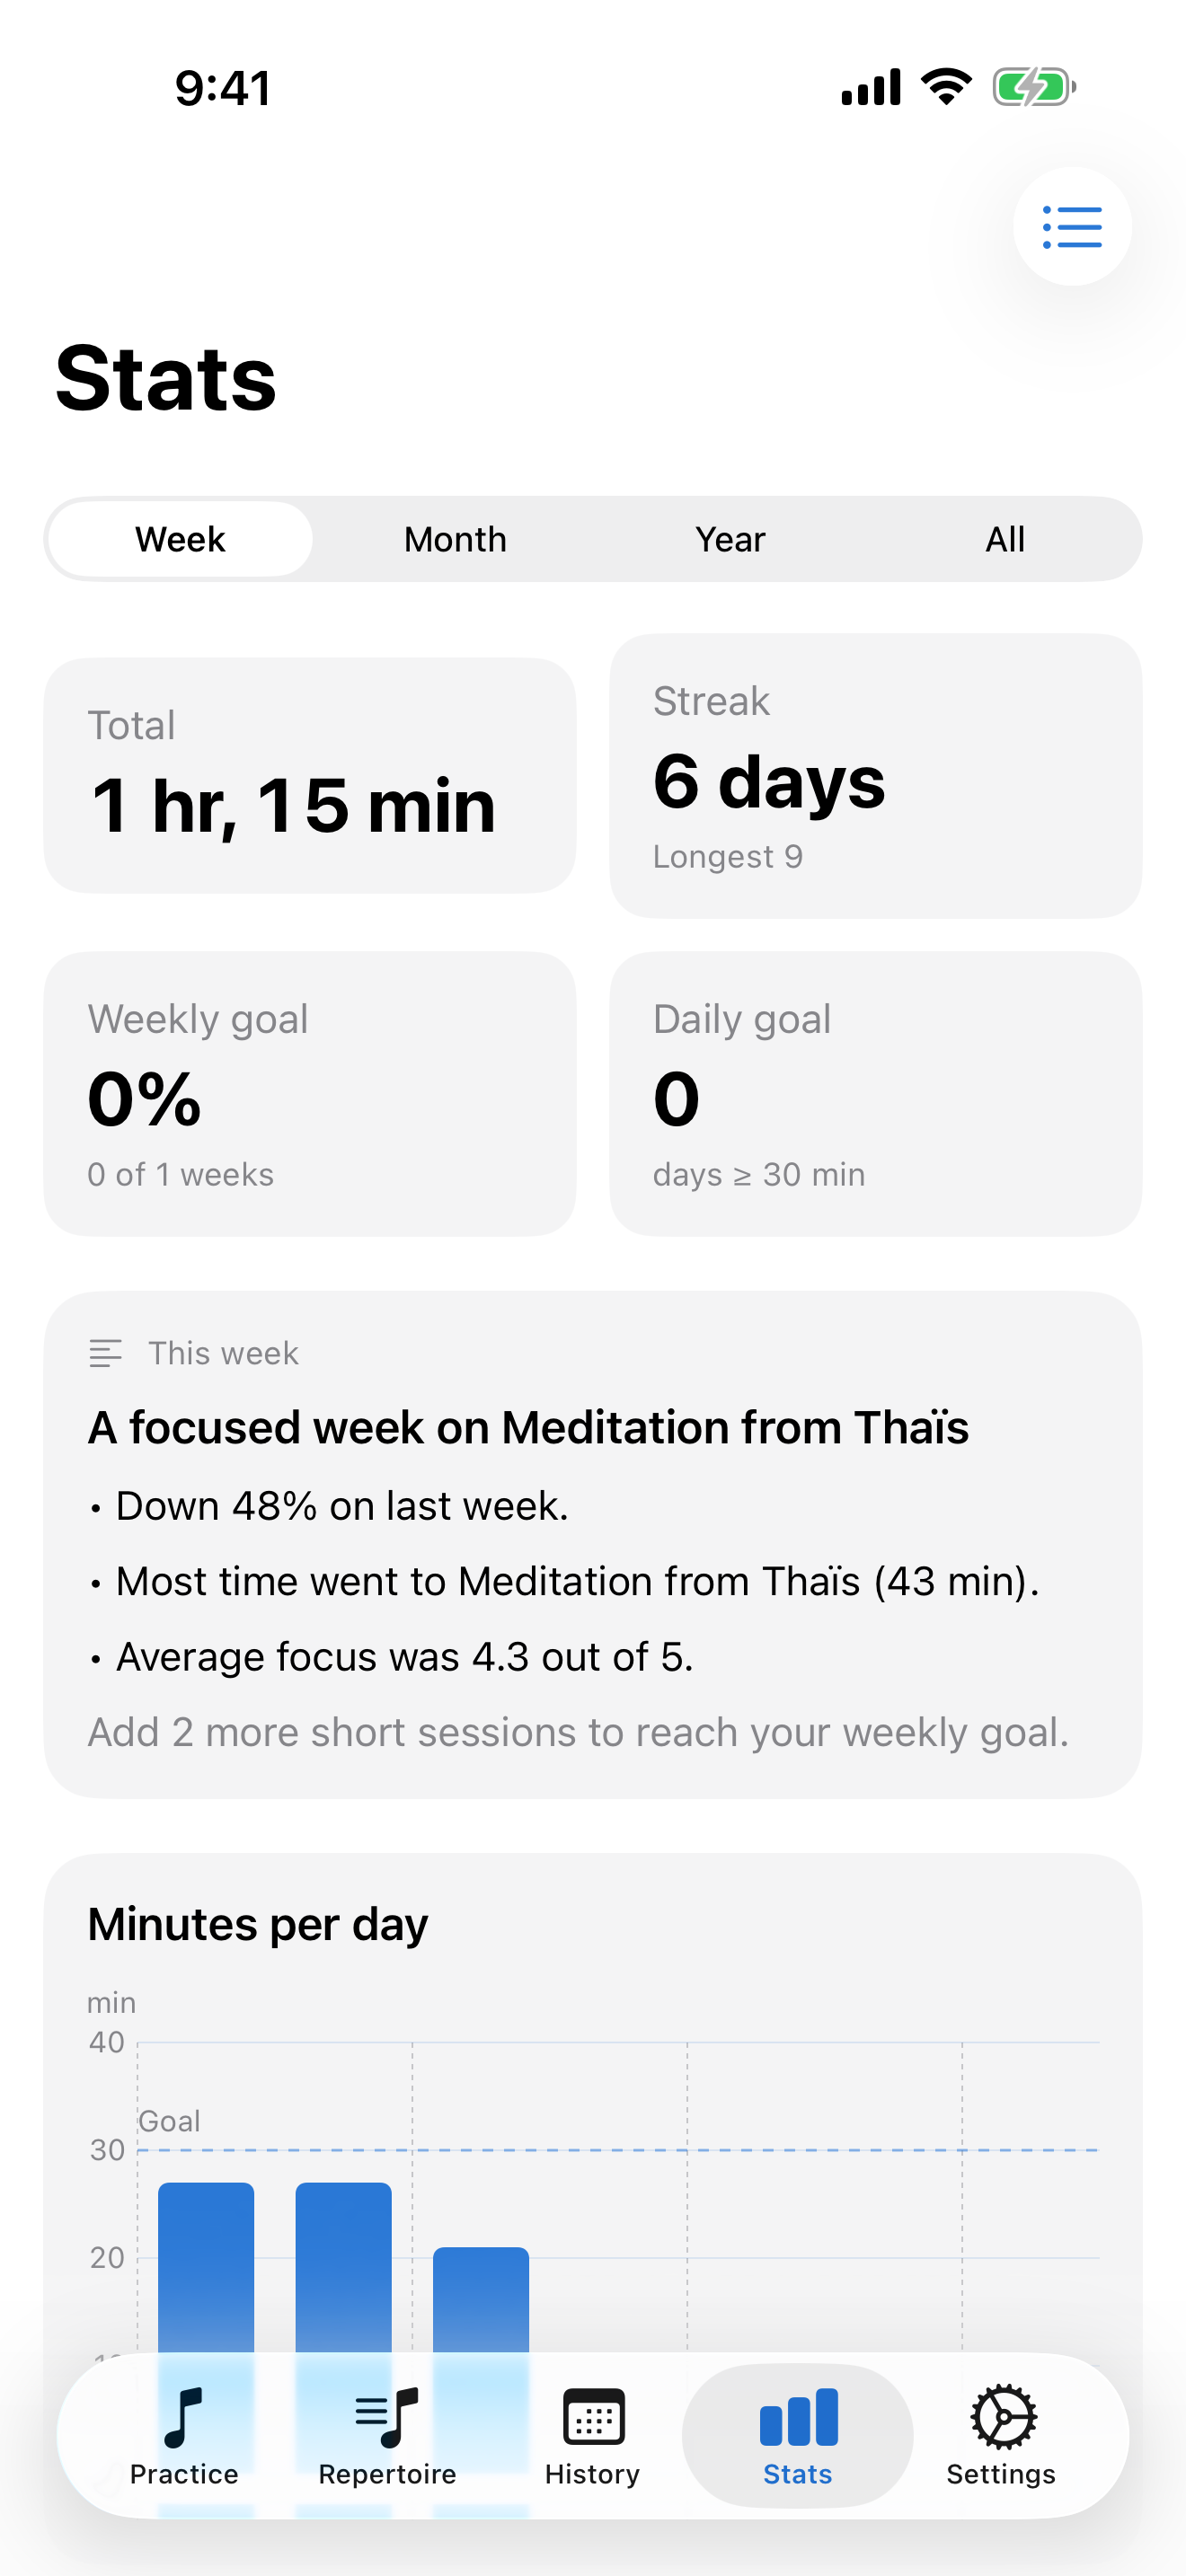 9:41
Stats
Week Month Year All
Total
1 hr, 15 min
Streak
6 days
Longest 9
Weekly goal
0%
0 of 1 weeks
Daily goal
0
days ≥ 30 min
This week
A focused week on Meditation from Thaïs
• Down 48% on last week.
• Most time went to Meditation from Thaïs (43 min).
• Average focus was 4.3 out of 5.
Add 2 more short sessions to reach your weekly goal.
Minutes per day
min
40
Goal
30
20
Practice Repertoire History Stats Settings